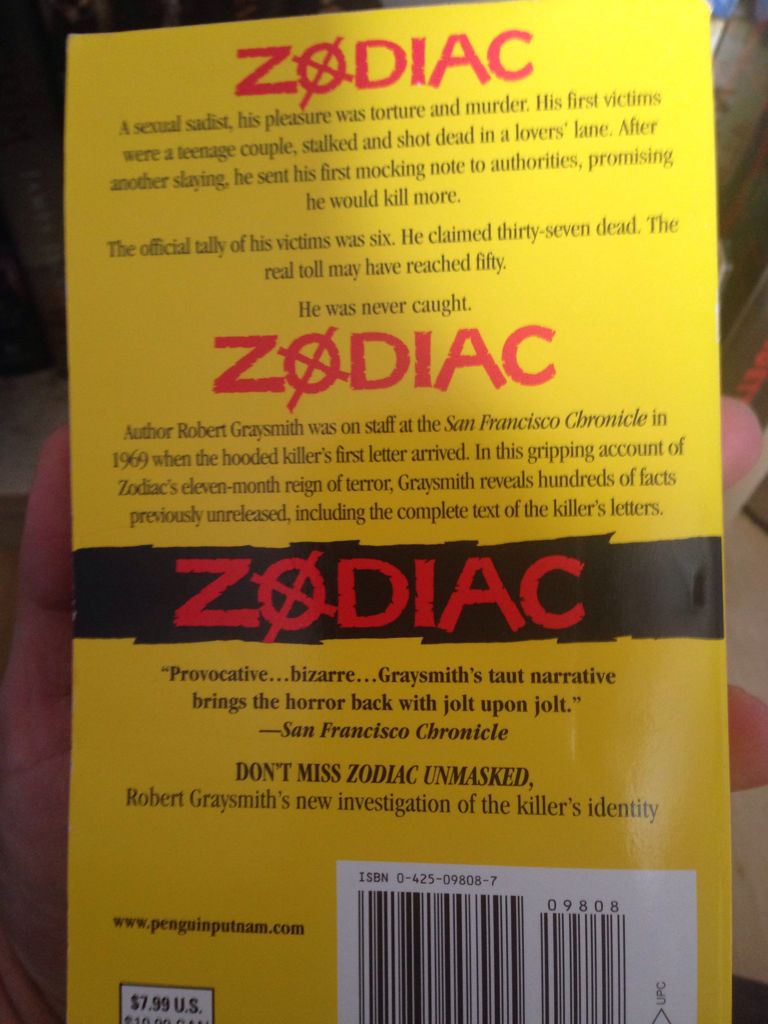 ZODIAC
A sexual sadist, his pleasure was torture and murder. His first victims
were a teenage couple, stalked and shot dead in a lovers' lane. After
another slaying, he sent his first mocking note to authorities, promising
he would kill more.
The official tally of his victims was six. He claimed thirty-seven dead. The
real toll may have reached fifty.
He was never caught.
ZODIAC
Author Robert Graysmith was on staff at the San Francisco Chronicle in
1969 when the hooded killer's first letter arrived. In this gripping account of
Zodiac's eleven-month reign of terror, Graysmith reveals hundreds of facts
previously unreleased, including the complete text of the killer's letters.
ZODIAC
"Provocative...bizarre...Graysmith's taut narrative
brings the horror back with jolt upon jolt."
—San Francisco Chronicle
DON'T MISS ZODIAC UNMASKED,
Robert Graysmith's new investigation of the killer's identity
ISBN 0-425-09808-7
09808
www.penguinputnam.com
UPC
$7.99 U.S.